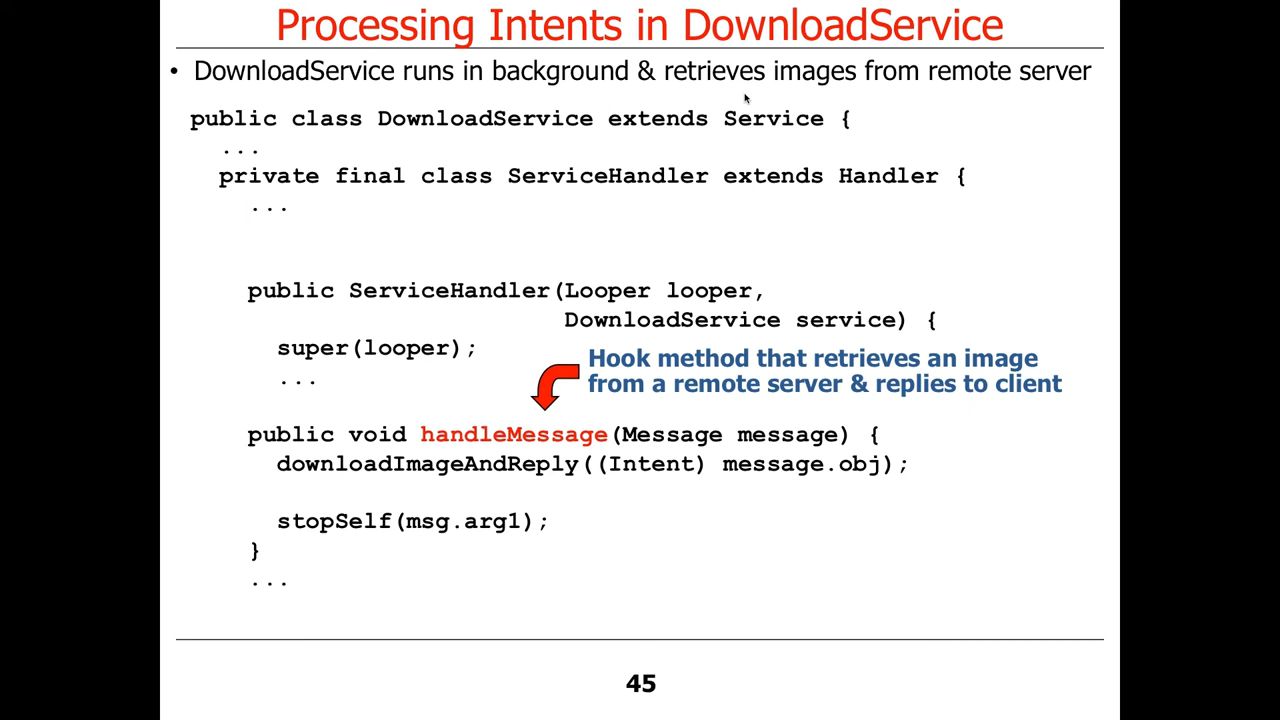 Processing Intents in DownloadService
• DownloadService runs in background & retrieves images from remote server
public class DownloadService extends Service {
...
private final class ServiceHandler extends Handler {
...
public ServiceHandler(Looper looper,
DownloadService service) {
super(looper);
...
Hook method that retrieves an image
from a remote server & replies to client
public void handleMessage(Message message) {
downloadImageAndReply((Intent) message.obj);
stopSelf(msg.arg1);
}
...
45